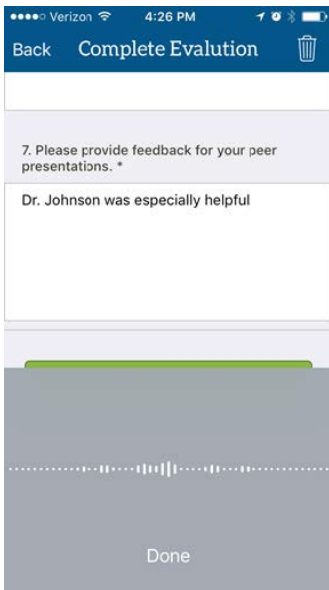 Verizon 4:26 PM
Back Complete Evalution
7. Please provide feedback for your peer
presentations. *
Dr. Johnson was especially helpful
Done